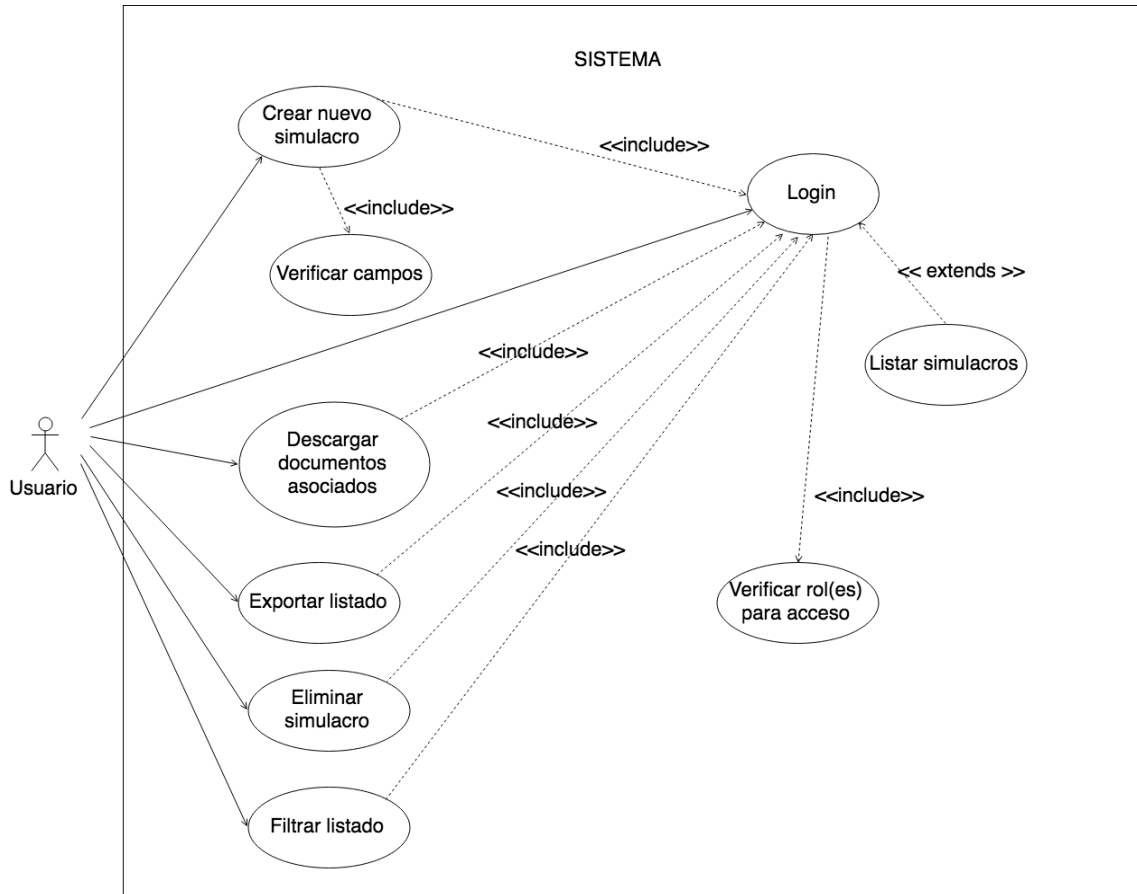 SISTEMA
Crear nuevo
simulacro
<<include>>
Login
<<include>>
Verificar campos
<< extends >>
<<include>>
Listar simulacros
Usuario
Descargar
documentos
asociados
<<include>>
<<include>>
<<include>>
<<include>>
Exportar listado
Verificar rol(es)
para acceso
Eliminar
simulacro
Filtrar listado